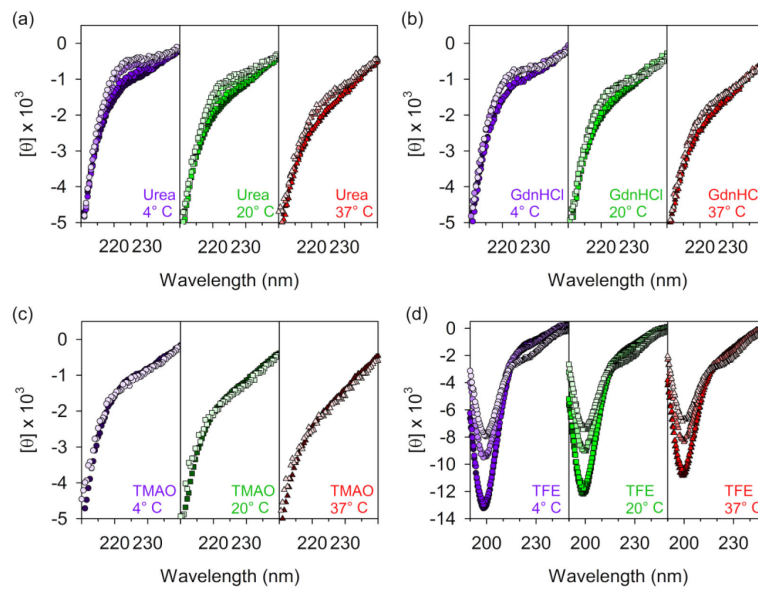 (a)
[θ] x 10³
0
-1
-2
-3
-4
-5
Urea
4° C
Urea
20° C
Urea
37° C
220 230 220 230 220 230
Wavelength (nm)
(b)
[θ] x 10³
0
-1
-2
-3
-4
-5
GdnHCl
4° C
GdnHCl
20° C
GdnHCl
37° C
220 230 220 230 220 230
Wavelength (nm)
(c)
[θ] x 10³
0
-1
-2
-3
-4
-5
TMAO
4° C
TMAO
20° C
TMAO
37° C
220 230 220 230 220 230
Wavelength (nm)
(d)
[θ] x 10³
0
-2
-4
-6
-8
-10
-12
-14
TFE
4° C
TFE
20° C
TFE
37° C
200 230 200 230 200 230
Wavelength (nm)